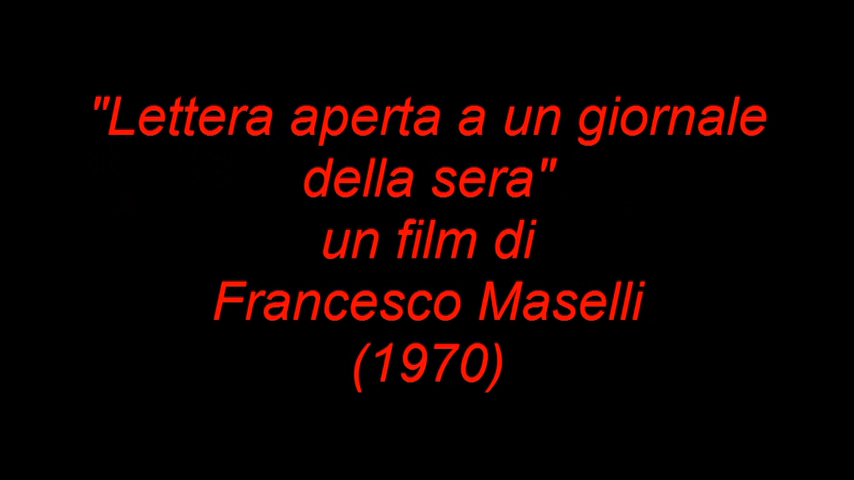 "Lettera aperta a un giornale
della sera"
un film di
Francesco Maselli
(1970)